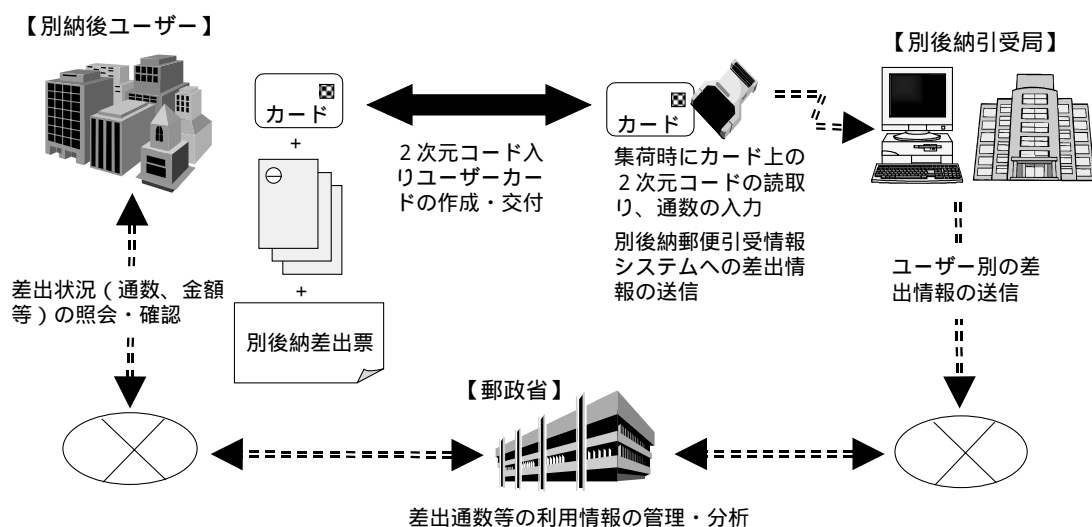 【別納後ユーザー】
カード
+
+
別後納差出票
差出状況（通数、金額
等）の照会・確認
２次元コード入
りユーザーカー
ドの作成・交付
カード
集荷時にカード上の
２次元コードの読取
り、通数の入力
別後納郵便引受情報
システムへの差出情
報の送信
【別後納引受局】
ユーザー別の差
出情報の送信
【郵政省】
差出通数等の利用情報の管理・分析